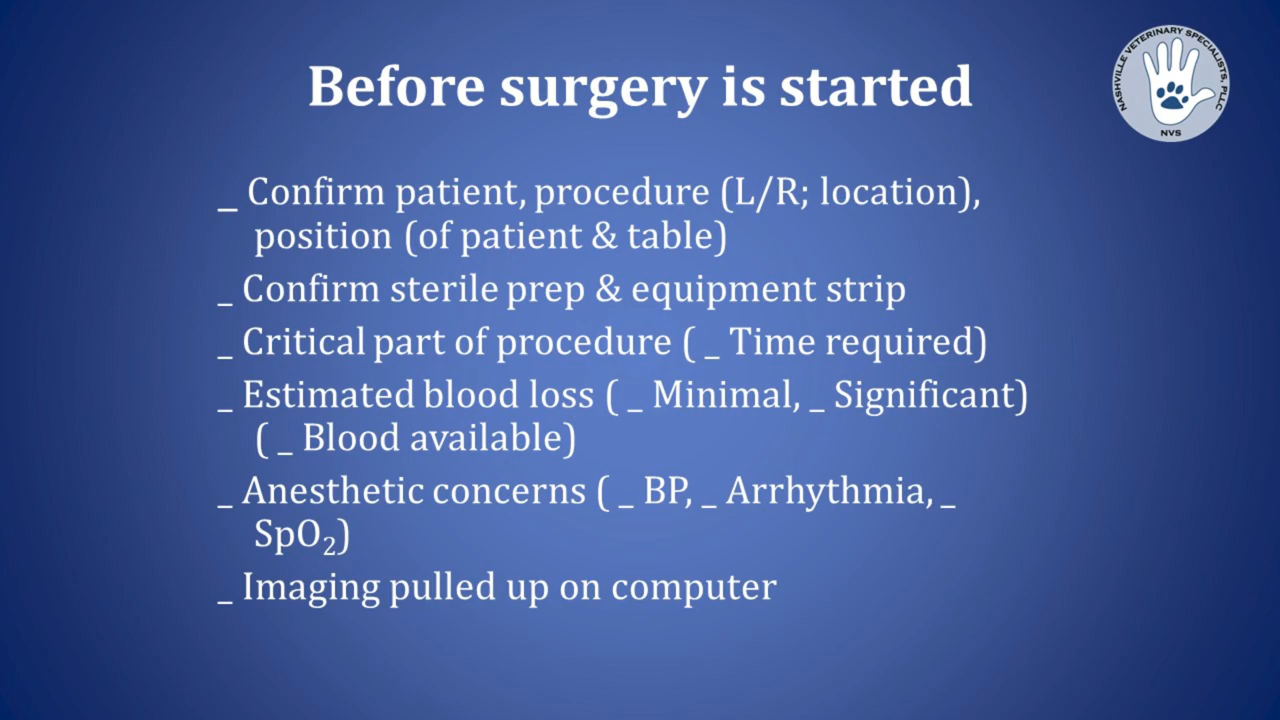 Before surgery is started
NASHVILLE VETERINARY SPECIALISTS, PLLC
NVS
_ Confirm patient, procedure (L/R; location),
position (of patient & table)
_ Confirm sterile prep & equipment strip
_ Critical part of procedure ( _ Time required)
_ Estimated blood loss ( _ Minimal, _ Significant)
( _ Blood available)
_ Anesthetic concerns ( _ BP, _ Arrhythmia, _
SpO₂)
_ Imaging pulled up on computer